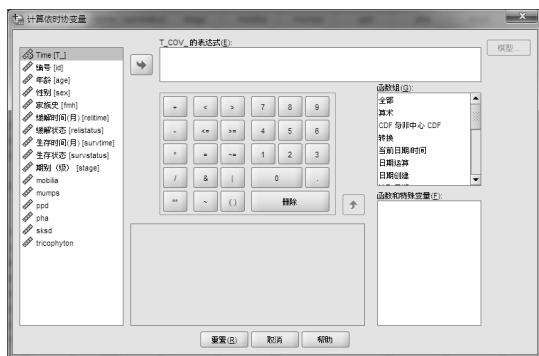 计算依时协变量
T_COV_ 的表达式(E):
模型...
Time [T_]
编号 [id]
年龄 [age]
性别 [sex]
家族史 [fmh]
缓解时间(月) [relitime]
缓解状态 [relistatus]
生存时间(月) [survtime]
生存状态 [survstatus]
期别（级） [stage]
mobilia
mumps
ppd
pha
sksd
tricophyton
+ < > 7 8 9
- <= >= 4 5 6
* = ~= 1 2 3
/ & | 0 .
** ~ ( ) 删除
函数组(G):
全部
算术
CDF 与非中心 CDF
转换
当前日期/时间
日期运算
日期创建
函数和特殊变量(F):
重置(R) 取消 帮助